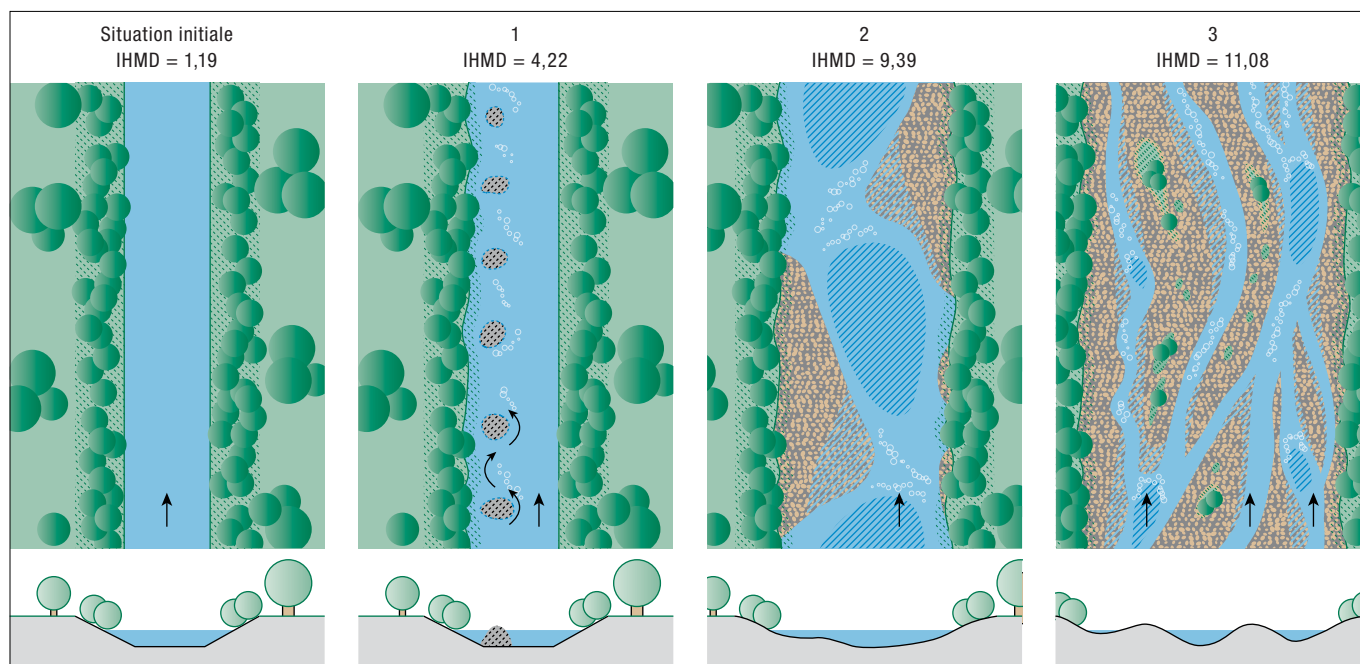 Situation initiale
IHMD = 1,19
1
IHMD = 4,22
2
IHMD = 9,39
3
IHMD = 11,08